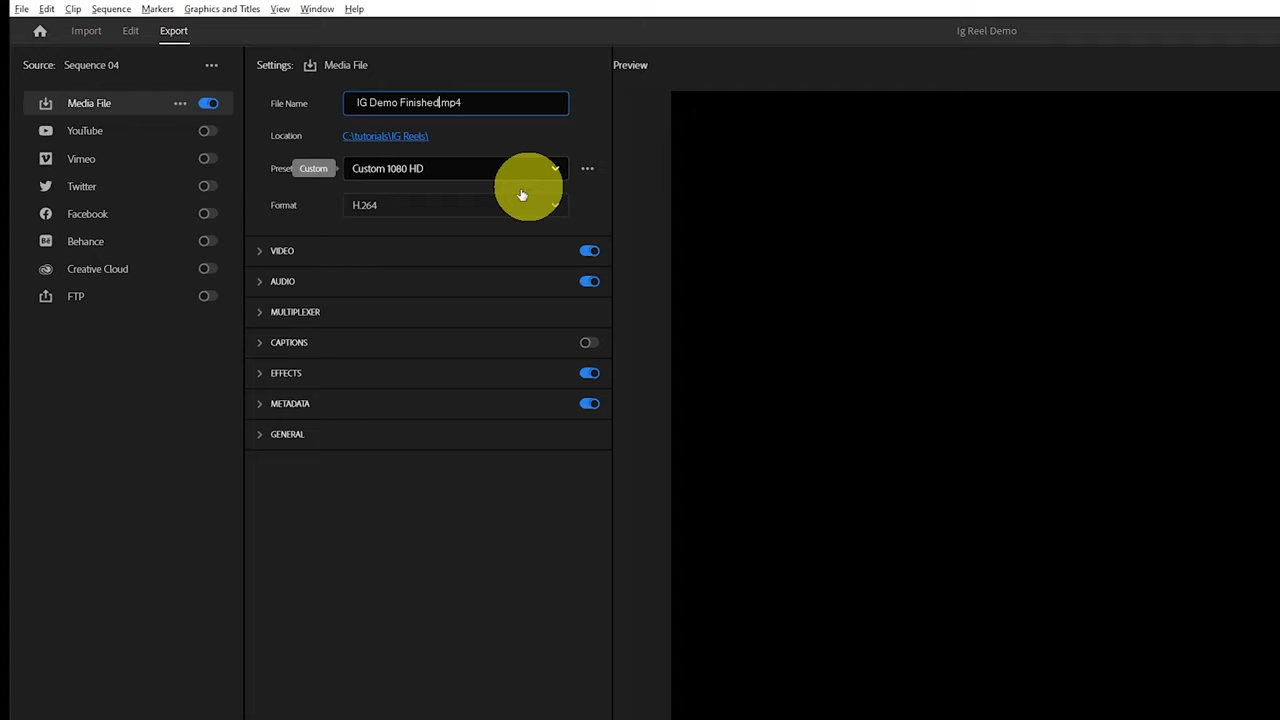 File Edit Clip Sequence Markers Graphics and Titles View Window Help
Import Edit Export Ig Reel Demo
Source: Sequence 04
Media File
YouTube
Vimeo
Twitter
Facebook
Behance
Creative Cloud
FTP
Settings: Media File
File Name IG Demo Finished.mp4
Location C:\tutorials\IG Reels\
Preset Custom Custom 1080 HD
Format H.264
VIDEO
AUDIO
MULTIPLEXER
CAPTIONS
EFFECTS
METADATA
GENERAL
Preview